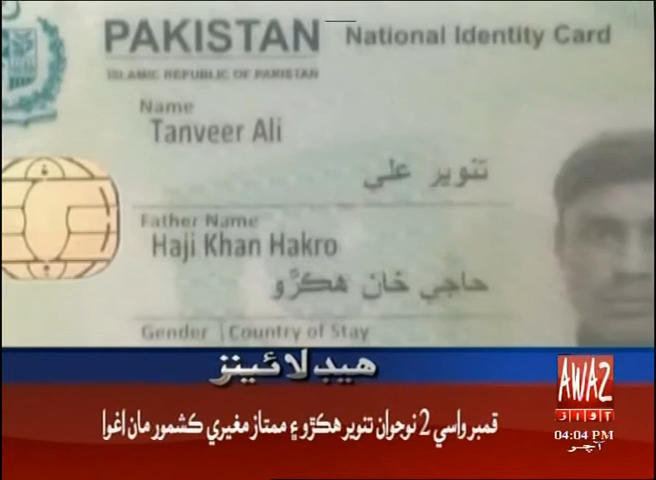 PAKISTAN National Identity Card
ISLAMIC REPUBLIC OF PAKISTAN
Name
Tanveer Ali
تنوير علي
Father Name
Haji Khan Hakro
حاجي خان هڪڙو
Gender Country of Stay
هيڊ لائينز
قمبر واسي 2 نوجوان تنوير هڪڙو ۽ ممتاز مغيري ڪشمور مان اغوا
AWAZ
آواز
04:04 PM